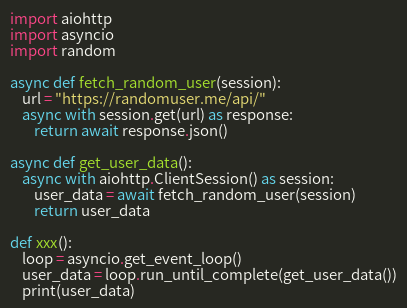 import aiohttp
import asyncio
import random
async def fetch_random_user(session):
url = "https://randomuser.me/api/"
async with session.get(url) as response:
return await response.json()
async def get_user_data():
async with aiohttp.ClientSession() as session:
user_data = await fetch_random_user(session)
return user_data
def xxx():
loop = asyncio.get_event_loop()
user_data = loop.run_until_complete(get_user_data())
print(user_data)